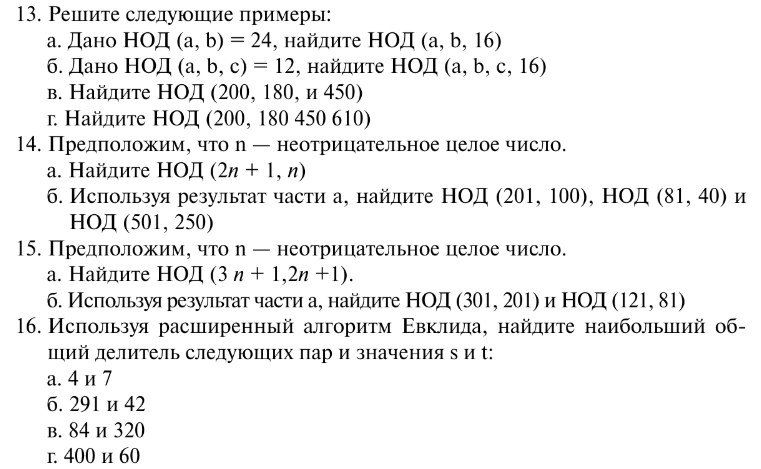 13. Решите следующие примеры:
а. Дано НОД (a, b) = 24, найдите НОД (a, b, 16)
б. Дано НОД (a, b, c) = 12, найдите НОД (a, b, c, 16)
в. Найдите НОД (200, 180, и 450)
г. Найдите НОД (200, 180 450 610)
14. Предположим, что n — неотрицательное целое число.
а. Найдите НОД (2n + 1, n)
б. Используя результат части а, найдите НОД (201, 100), НОД (81, 40) и
НОД (501, 250)
15. Предположим, что n — неотрицательное целое число.
а. Найдите НОД (3 n + 1,2n +1).
б. Используя результат части а, найдите НОД (301, 201) и НОД (121, 81)
16. Используя расширенный алгоритм Евклида, найдите наибольший об-
щий делитель следующих пар и значения s и t:
а. 4 и 7
б. 291 и 42
в. 84 и 320
г. 400 и 60